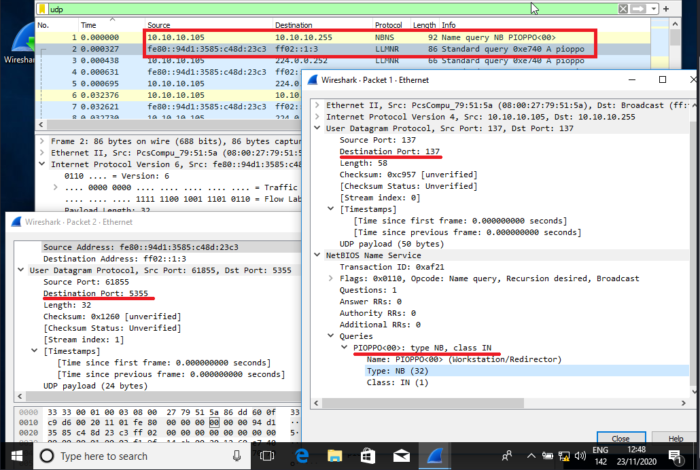 udp
No. Time Source Destination Protocol Length Info
1 0.000000 10.10.10.105 10.10.10.255 NBNS 92 Name query NB PIOPPO<00>
2 0.000327 fe80::94d1:3585:c48d:23c3 ff02::1:3 LLMNR 86 Standard query 0xe740 A pioppo
3 0.000438 10.10.10.105 224.0.0.252 LLMNR 66 Standard query 0xe740 A pioppo
4 0.000631 fe80::94d1:3585:c48d:23c3 ff02::
5 0.000695 10.10.10.105 224.0.
6 0.032376 10.10.10.105 10.10.
7 0.032621 10.10.10.105 224.0.
Wireshark
Frame 2: 86 bytes on wire (688 bits), 86 bytes captur
Ethernet II, Src: PcsCompu_79:51:5a (08:00:27:79:51:5
Internet Protocol Version 6, Src: fe80::94d1:3585:c48
0110 .... = Version: 6
.... 0000 0000 .... .... .... .... .... = Traffic
.... .... .... 1111 1100 1001 1101 0110 = Flow Lab
Payload Length: 32
Wireshark · Packet 1 · Ethernet
Ethernet II, Src: PcsCompu_79:51:5a (08:00:27:79:51:5a), Dst: Broadcast (ff:
Internet Protocol Version 4, Src: 10.10.10.105, Dst: 10.10.10.255
User Datagram Protocol, Src Port: 137, Dst Port: 137
Source Port: 137
Destination Port: 137
Length: 58
Checksum: 0xc957 [unverified]
[Checksum Status: Unverified]
[Stream index: 0]
[Timestamps]
[Time since first frame: 0.000000000 seconds]
[Time since previous frame: 0.000000000 seconds]
UDP payload (50 bytes)
NetBIOS Name Service
Transaction ID: 0xaf21
Flags: 0x0110, Opcode: Name query, Recursion desired, Broadcast
Questions: 1
Answer RRs: 0
Authority RRs: 0
Additional RRs: 0
Queries
PIOPPO<00>: type NB, class IN
Name: PIOPPO<00> (Workstation/Redirector)
Type: NB (32)
Class: IN (1)
Close Help
Wireshark · Packet 2 · Ethernet
Source Address: fe80::94d1:3585:c48d:23c3
Destination Address: ff02::1:3
User Datagram Protocol, Src Port: 61855, Dst Port: 5355
Source Port: 61855
Destination Port: 5355
Length: 32
Checksum: 0x1260 [unverified]
[Checksum Status: Unverified]
[Stream index: 1]
[Timestamps]
[Time since first frame: 0.000000000 seconds]
[Time since previous frame: 0.000000000 seconds]
UDP payload (24 bytes)
0000 33 33 00 01 00 03 08 00 27 79 51 5a 86 dd 60 0f 33
0010 c9 d6 00 20 11 01 fe 80 00 00 00 00 00 00 94 d1
0020 35 85 c4 8d 23 c3 ff 02 00 00 00 00 00 00 00 00 5·
Type here to search
ENG
142
12:48
23/11/2020